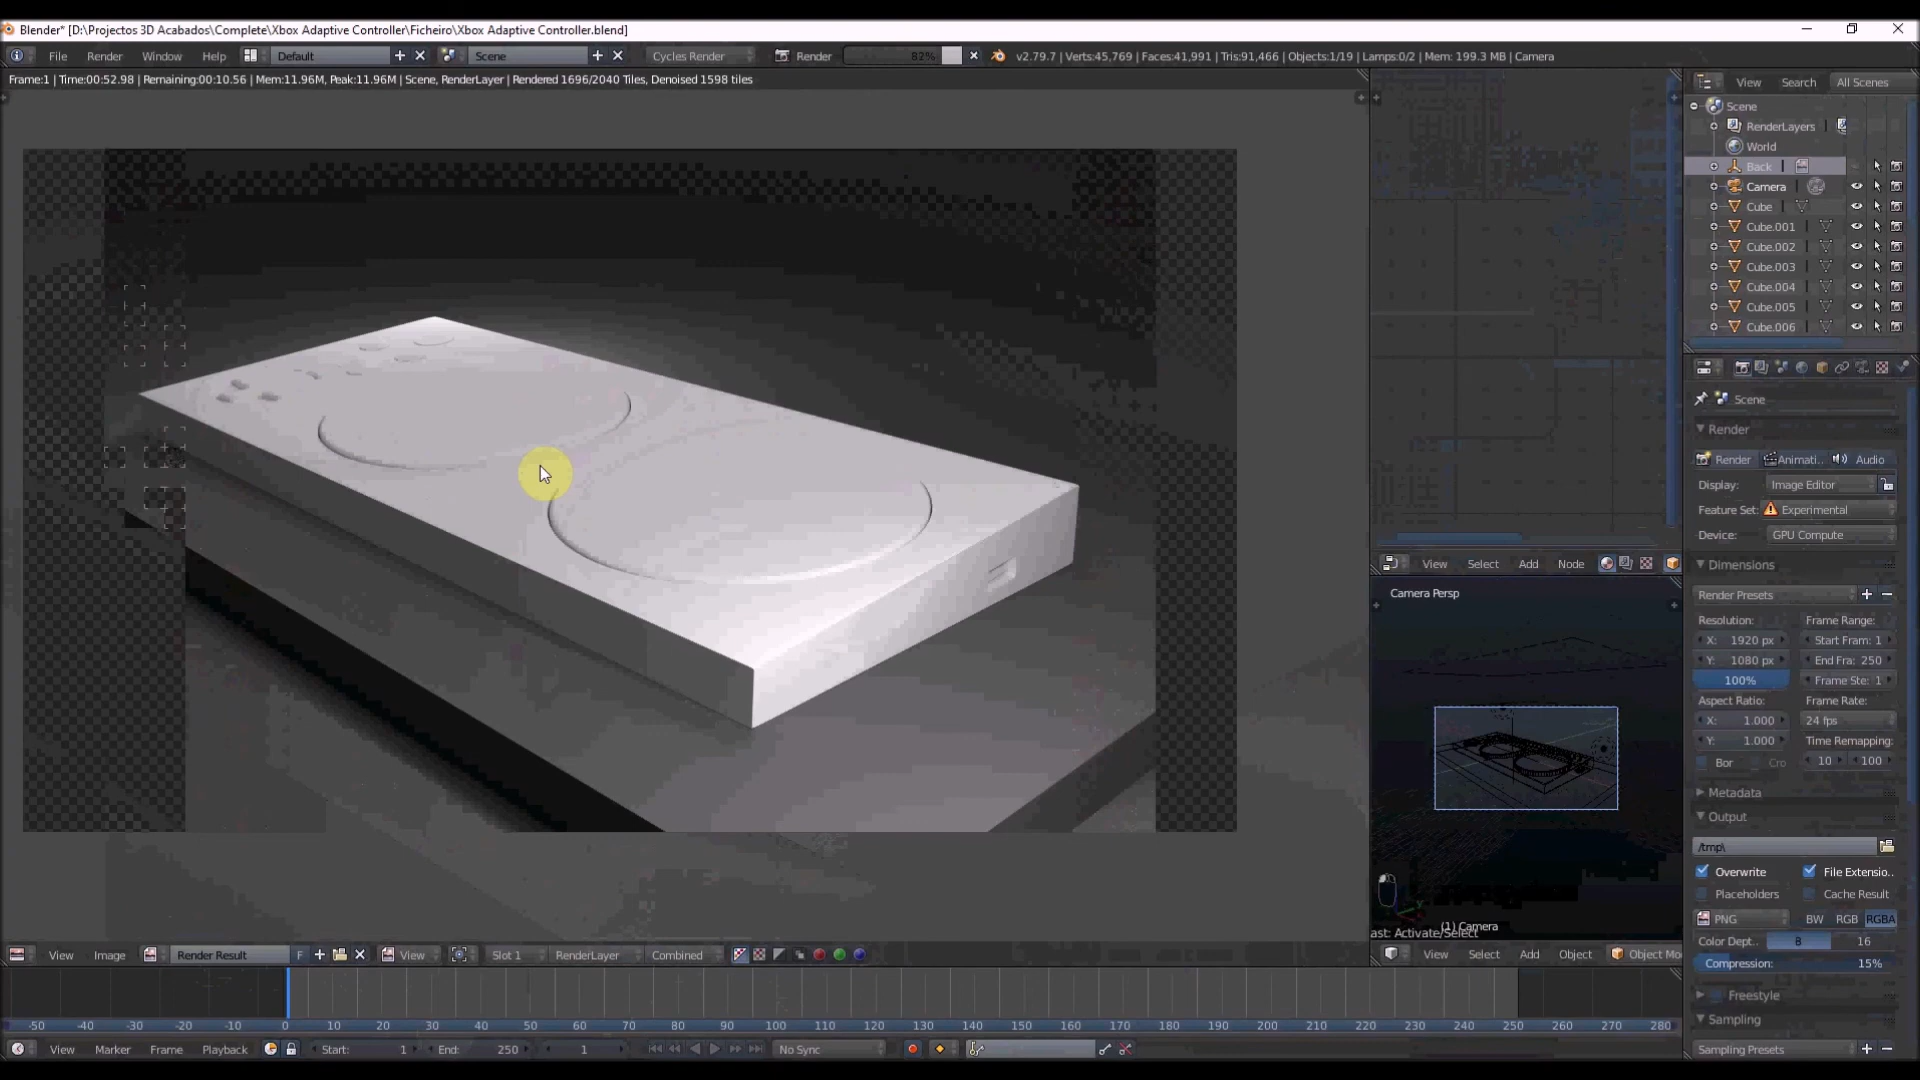 Blender* [D:\Projectos 3D Acabados\Complete\Xbox Adaptive Controller\Ficheiro\Xbox Adaptive Controller.blend]
File Render Window Help Default Scene Cycles Render Render 82% v2.79.7 | Verts:45,769 | Faces:41,991 | Tris:91,466 | Objects:1/19 | Lamps:0/2 | Mem: 199.3 MB | Camera
Frame:1 | Time:00:52.98 | Remaining:00:10.56 | Mem:11.96M, Peak:11.96M | Scene, RenderLayer | Rendered 1696/2040 Tiles, Denoised 1598 tiles
View Search All Scenes
Scene
RenderLayers
World
Back
Camera
Cube
Cube.001
Cube.002
Cube.003
Cube.004
Cube.005
Cube.006
Scene
Render
Render Animati.. Audio
Display: Image Editor
Feature Set: Experimental
Device: GPU Compute
Dimensions
Render Presets
Resolution: Frame Range:
X: 1920 px Start Fram: 1
Y: 1080 px End Fra: 250
100% Frame Ste: 1
Aspect Ratio: Frame Rate:
X: 1.000 24 fps
Y: 1.000 Time Remapping:
Bor Cro 10 100
Metadata
Output
/tmp\
Overwrite File Extensio..
Placeholders Cache Result
PNG BW RGB RGBA
Color Dept.. 8 16
Compression: 15%
Freestyle
Sampling
Sampling Presets
View Select Add Node
Camera Persp
(1) Camera
ast: Activate/Select
View Select Add Object Object Mo
View Image Render Result F View Slot 1 RenderLayer Combined
-50 -40 -30 -20 -10 0 10 20 30 40 50 60 70 80 90 100 110 120 130 140 150 160 170 180 190 200 210 220 230 240 250 260 270 280
View Marker Frame Playback Start: 1 End: 250 1 No Sync